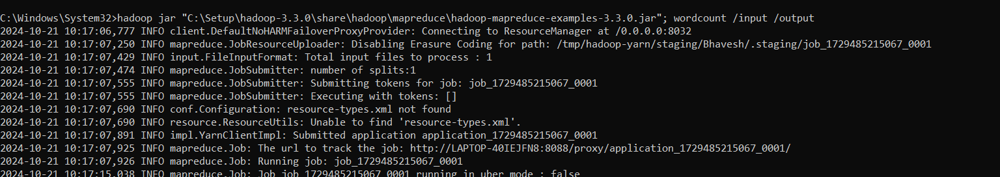 C:\Windows\System32>hadoop jar "C:\Setup\hadoop-3.3.0\share\hadoop\mapreduce\hadoop-mapreduce-examples-3.3.0.jar"; wordcount /input /output
2024-10-21 10:17:06,777 INFO client.DefaultNoHARMFailoverProxyProvider: Connecting to ResourceManager at /0.0.0.0:8032
2024-10-21 10:17:07,250 INFO mapreduce.JobResourceUploader: Disabling Erasure Coding for path: /tmp/hadoop-yarn/staging/Bhavesh/.staging/job_1729485215067_0001
2024-10-21 10:17:07,429 INFO input.FileInputFormat: Total input files to process : 1
2024-10-21 10:17:07,474 INFO mapreduce.JobSubmitter: number of splits:1
2024-10-21 10:17:07,555 INFO mapreduce.JobSubmitter: Submitting tokens for job: job_1729485215067_0001
2024-10-21 10:17:07,555 INFO mapreduce.JobSubmitter: Executing with tokens: []
2024-10-21 10:17:07,690 INFO conf.Configuration: resource-types.xml not found
2024-10-21 10:17:07,690 INFO resource.ResourceUtils: Unable to find 'resource-types.xml'.
2024-10-21 10:17:07,891 INFO impl.YarnClientImpl: Submitted application application_1729485215067_0001
2024-10-21 10:17:07,925 INFO mapreduce.Job: The url to track the job: http://LAPTOP-40IEJFN8:8088/proxy/application_1729485215067_0001/
2024-10-21 10:17:07,926 INFO mapreduce.Job: Running job: job_1729485215067_0001
2024-10-21 10:17:15,038 INFO mapreduce.Job: Job job_1729485215067_0001 running in uber mode : false